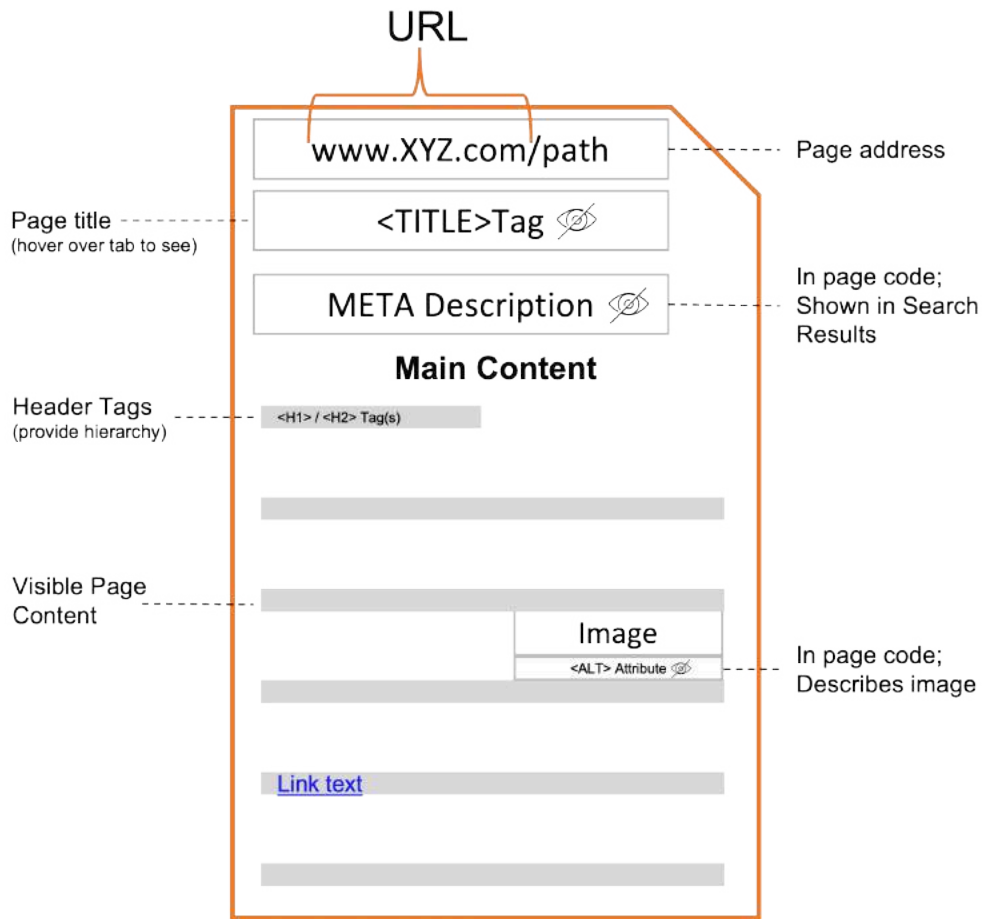 URL
www.XYZ.com/path
Page address
Page title
(hover over tab to see)
<TITLE>Tag
META Description
In page code;
Shown in Search
Results
Main Content
Header Tags
(provide hierarchy)
<H1> / <H2> Tag(s)
Visible Page
Content
Image
<ALT> Attribute
In page code;
Describes image
Link text